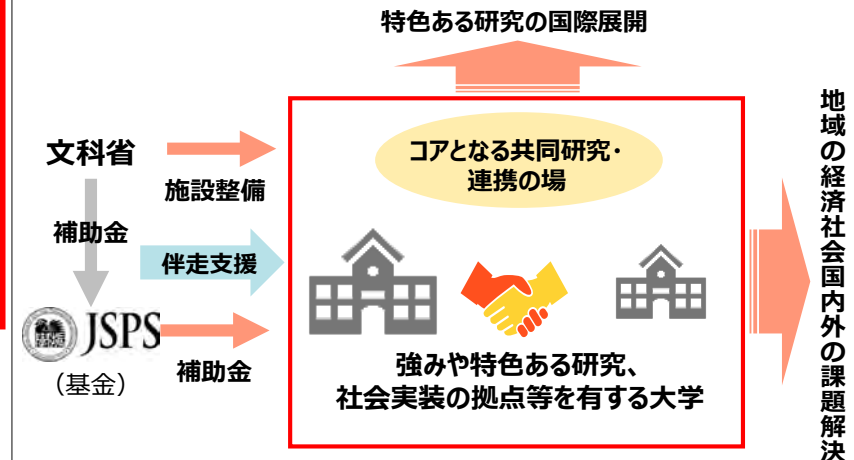 特色ある研究の国際展開
文科省
施設整備
補助金
伴走支援
JSPS
（基金）
補助金
コアとなる共同研究・
連携の場
強みや特色ある研究、
社会実装の拠点等を有する大学
地域の経済社会国内外の課題解決